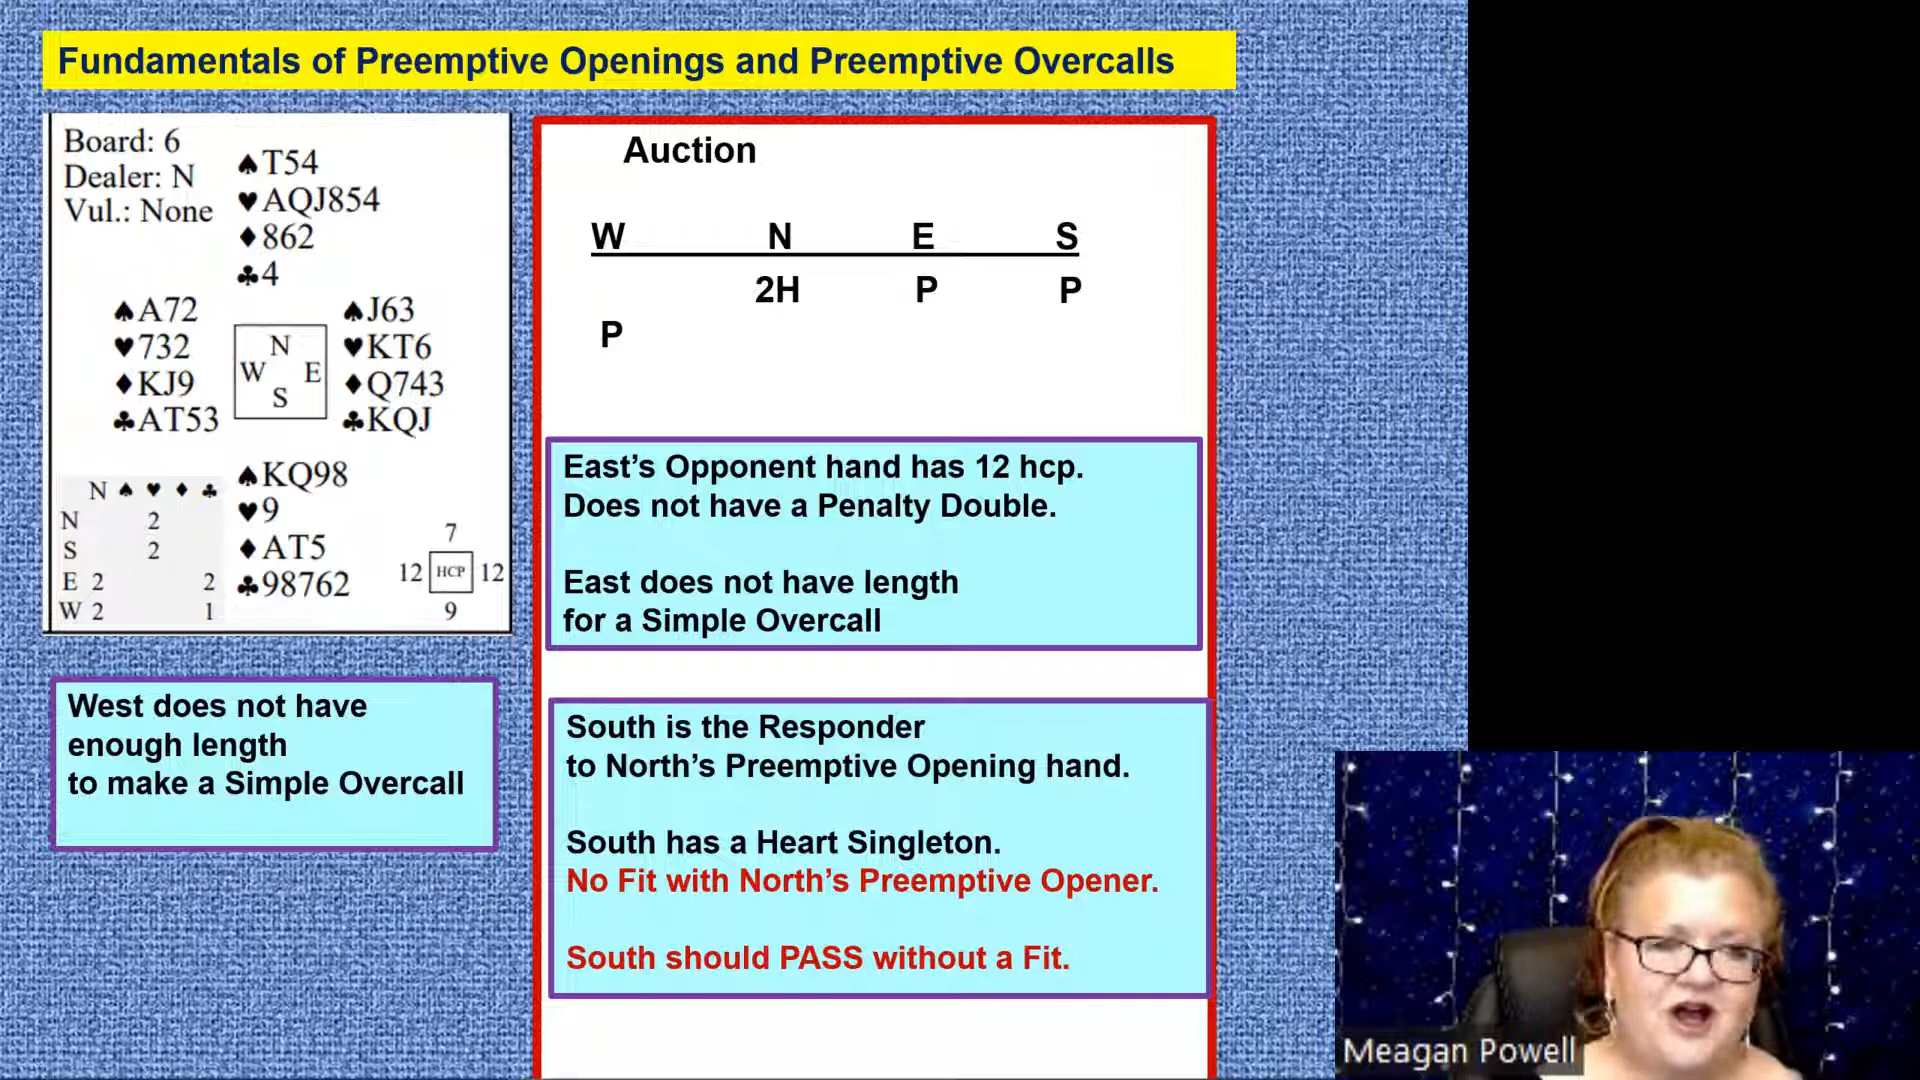 Fundamentals of Preemptive Openings and Preemptive Overcalls
Board: 6
Dealer: N
Vul.: None
♠T54
♥AQJ854
♦862
♣4
♠A72
♥732
♦KJ9
♣AT53
N
W E
S
♠J63
♥KT6
♦Q743
♣KQJ
♠KQ98
♥9
♦AT5
♣98762
N ♠ ♥ ♦ ♣
N 2
S 2
E 2 2
W 2 1
7
12 HCP 12
9
Auction
W N E S
2H P P
P
East’s Opponent hand has 12 hcp.
Does not have a Penalty Double.
East does not have length
for a Simple Overcall
West does not have
enough length
to make a Simple Overcall
South is the Responder
to North’s Preemptive Opening hand.
South has a Heart Singleton.
No Fit with North’s Preemptive Opener.
South should PASS without a Fit.
Meagan Powell